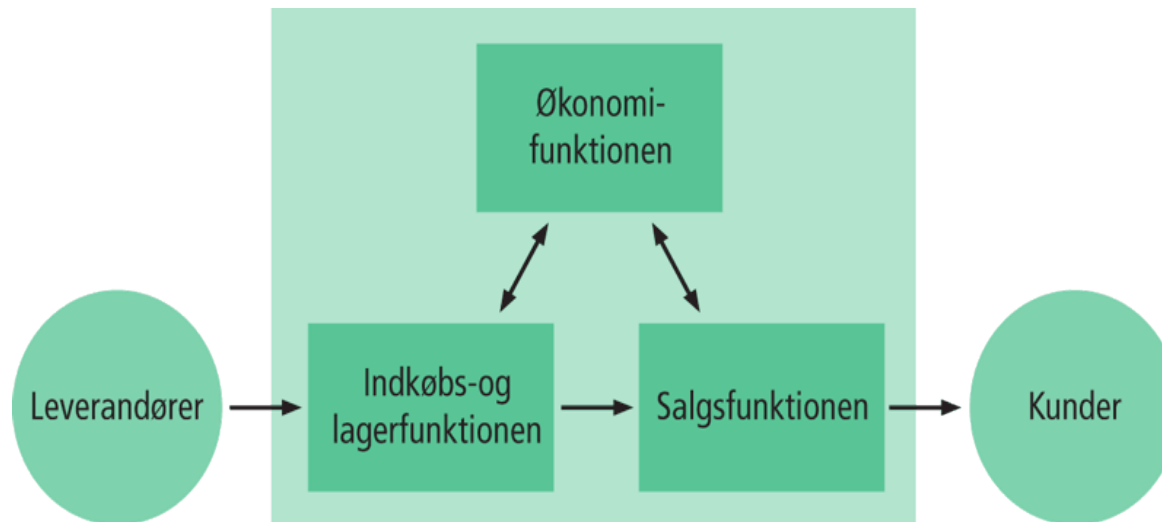 Økonomi-
funktionen
Leverandører
Indkøbs-og
lagerfunktionen
Salgsfunktionen
Kunder